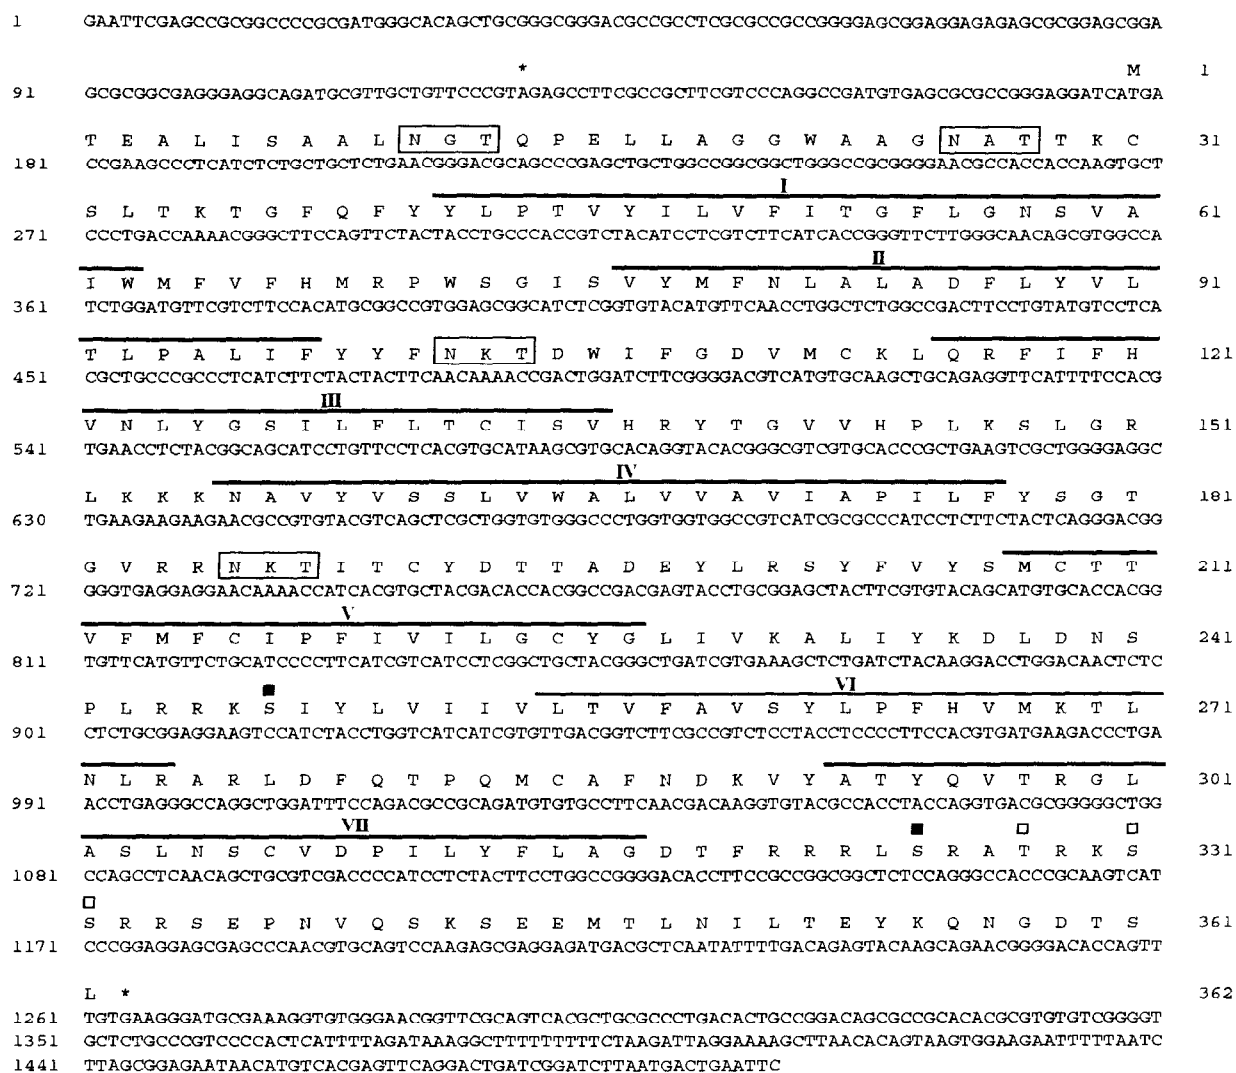 1 GAATTCGAGCCGCGGCCCCGCGATGGGCACAGCTGCGGGCGGGACGCCGCCTCGCGCCGCCGGGGAGCGGAGGAGAGAGCGCGGAGCGGA
* M 1
91 GCGCGGCGAGGGAGGCAGATGCGTTGCTGTTCCCGTAGAGCCTTCGCCGCTTCGTCCCAGGCCGATGTGAGCGCGCCGGGAGGATCATGA
T E A L I S A A L N G T Q P E L L A G G W A A G N A T T K C 31
181 CCGAAGCCCTCATCTCTGCTGCTCTGAACGGGACGCAGCCCGAGCTGCTGGCCGGCGGCTGGGCCGCGGGGAACGCCACCACCAAGTGCT
I
S L T K T G F Q F Y Y L P T V Y I L V F I T G F L G N S V A 61
271 CCCTGACCAAAACGGGCTTCCAGTTCTACTACCTGCCCACCGTCTACATCCTCGTCTTCATCACCGGGTTCTTGGGCAACAGCGTGGCCA
II
I W M F V F H M R P W S G I S V Y M F N L A L A D F L Y V L 91
361 TCTGGATGTTCGTCTTCCACATGCGGCCGTGGAGCGGCATCTCGGTGTACATGTTCAACCTGGCTCTGGCCGACTTCCTGTATGTCCTCA
T L P A L I F Y Y F N K T D W I F G D V M C K L Q R F I F H 121
451 CGCTGCCCGCCCTCATCTTCTACTACTTCAACAAAACCGACTGGATCTTCGGGGACGTCATGTGCAAGCTGCAGAGGTTCATTTTCCACG
III
V N L Y G S I L F L T C I S V H R Y T G V V H P L K S L G R 151
541 TGAACCTCTACGGCAGCATCCTGTTCCTCACGTGCATAAGCGTGCACAGGTACACGGGCGTCGTGCACCCGCTGAAGTCGCTGGGGAGGC
IV
L K K K N A V Y V S S L V W A L V V A V I A P I L F Y S G T 181
630 TGAAGAAGAAGAACGCCGTGTACGTCAGCTCGCTGGTGTGGGCCCTGGTGGTGGCCGTCATCGCGCCCATCCTCTTCTACTCAGGGACGG
G V R R N K T I T C Y D T T A D E Y L R S Y F V Y S M C T T 211
721 GGGTGAGGAGGAACAAAACCATCACGTGCTACGACACCACGGCCGACGAGTACCTGCGGAGCTACTTCGTGTACAGCATGTGCACCACGG
V
V F M F C I P F I V I L G C Y G L I V K A L I Y K D L D N S 241
811 TGTTCATGTTCTGCATCCCCTTCATCGTCATCCTCGGCTGCTACGGGCTGATCGTGAAAGCTCTGATCTACAAGGACCTGGACAACTCTC
■ VI
P L R R K S I Y L V I I V L T V F A V S Y L P F H V M K T L 271
901 CTCTGCGGAGGAAGTCCATCTACCTGGTCATCATCGTGTTGACGGTCTTCGCCGTCTCCTACCTCCCCTTCCACGTGATGAAGACCCTGA
N L R A R L D F Q T P Q M C A F N D K V Y A T Y Q V T R G L 301
991 ACCTGAGGGCCAGGCTGGATTTCCAGACGCCGCAGATGTGTGCCTTCAACGACAAGGTGTACGCCACCTACCAGGTGACGCGGGGGCTGG
VII ■ □ □
A S L N S C V D P I L Y F L A G D T F R R R L S R A T R K S 331
1081 CCAGCCTCAACAGCTGCGTCGACCCCATCCTCTACTTCCTGGCCGGGGACACCTTCCGCCGGCGGCTCTCCAGGGCCACCCGCAAGTCAT
□
S R R S E P N V Q S K S E E M T L N I L T E Y K Q N G D T S 361
1171 CCCGGAGGAGCGAGCCCAACGTGCAGTCCAAGAGCGAGGAGATGACGCTCAATATTTTGACAGAGTACAAGCAGAACGGGGACACCAGTT
L * 362
1261 TGTGAAGGGATGCGAAAGGTGTGGGAACGGTTCGCAGTCACGCTGCGCCCTGACACTGCCGGACAGCGCCGCACACGCGTGTGTCGGGGT
1351 GCTCTGCCCGTCCCCACTCATTTTAGATAAAGGCTTTTTTTTTCTAAGATTAGGAAAAGCTTAACACAGTAAGTGGAAGAATTTTTAATC
1441 TTAGCGGAGAATAACATGTCACGAGTTCAGGACTGATCGGATCTTAATGACTGAATTC